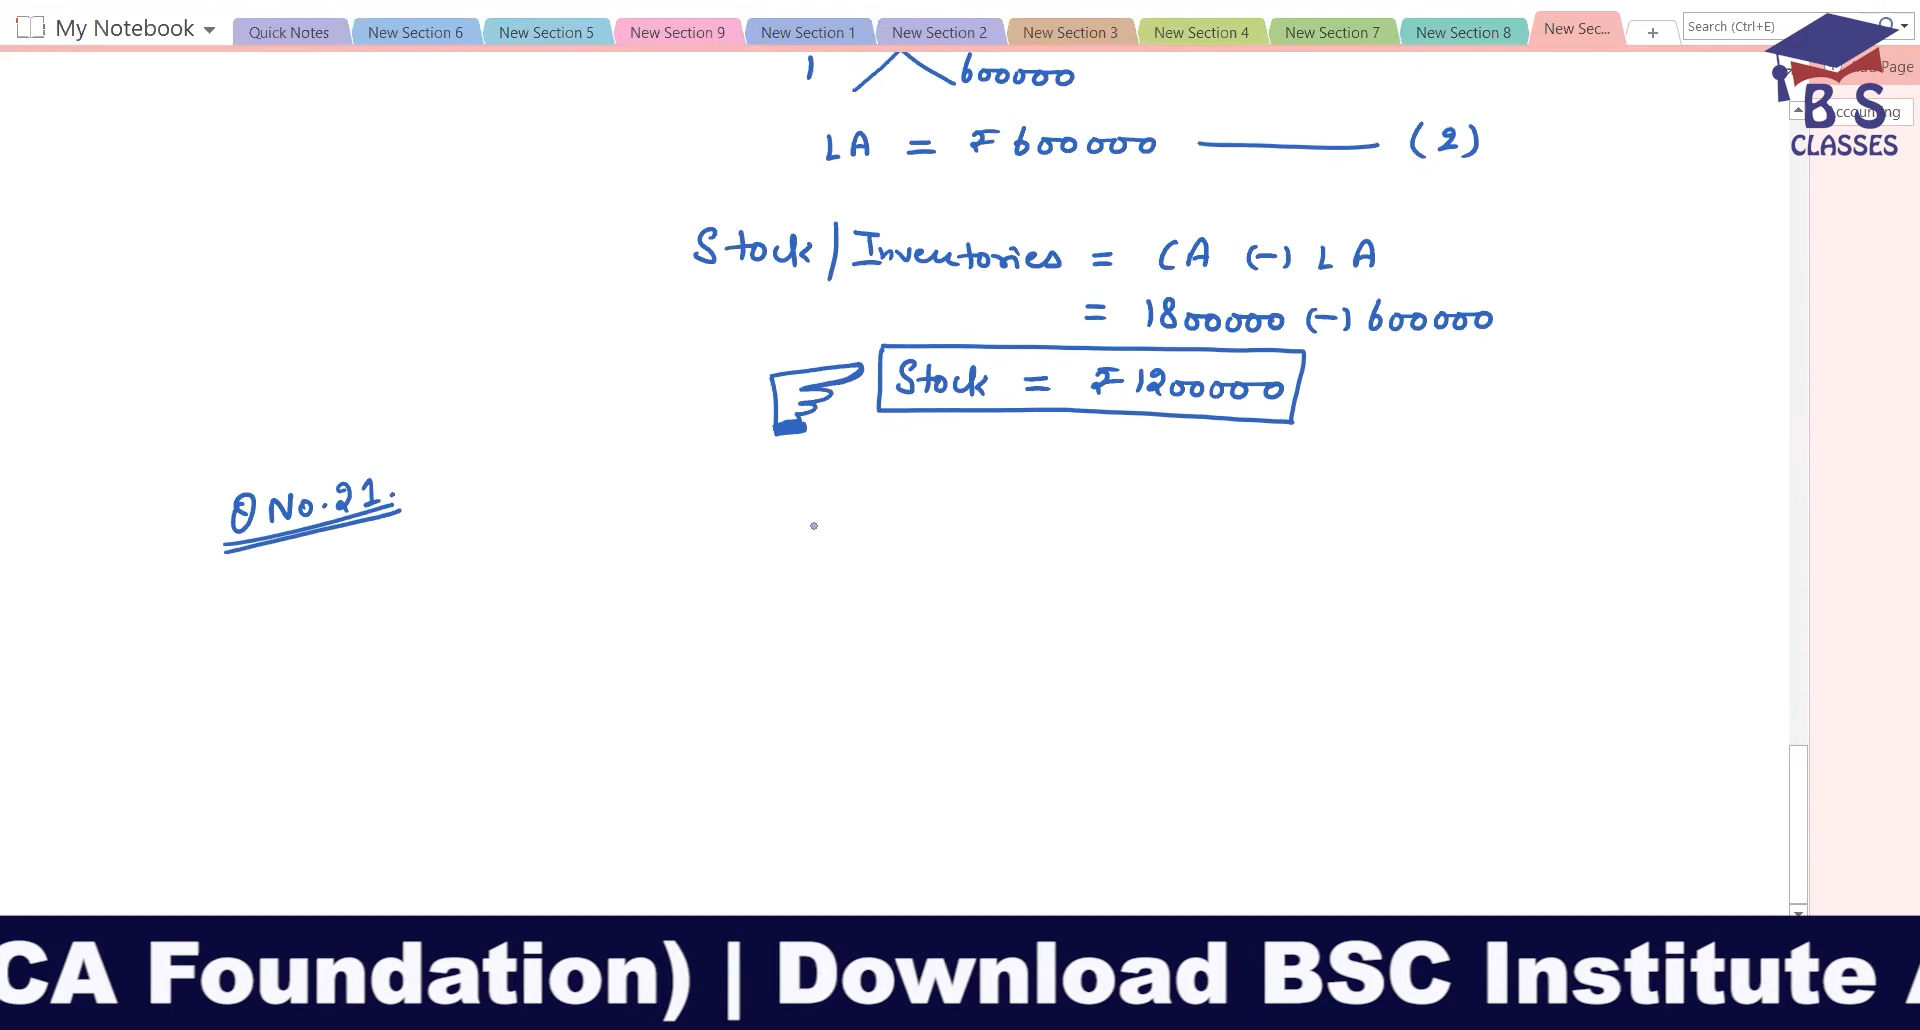 My Notebook
Quick Notes
New Section 6
New Section 5
New Section 9
New Section 1
New Section 2
New Section 3
New Section 4
New Section 7
New Section 8
New Sec...
+
Search (Ctrl+E)
Page
BS
CLASSES
1 600000
LA = ₹600000 (2)
Stock/Inventories = CA (-) LA
= 1800000 (-) 600000
Stock = ₹1200000
Q No. 21.
CA Foundation) | Download BSC Institute